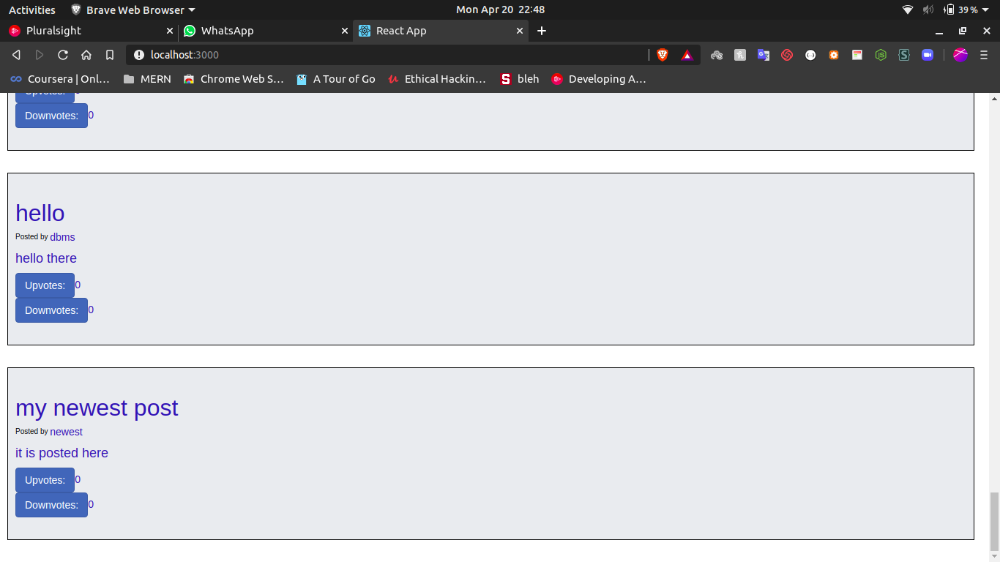 Activities Brave Web Browser Mon Apr 20 22:48 39 %
Pluralsight WhatsApp React App
localhost:3000
Coursera | Onl… MERN Chrome Web S… A Tour of Go Ethical Hackin… bleh Developing A…
Downvotes: 0
hello
Posted by dbms
hello there
Upvotes: 0
Downvotes: 0
my newest post
Posted by newest
it is posted here
Upvotes: 0
Downvotes: 0